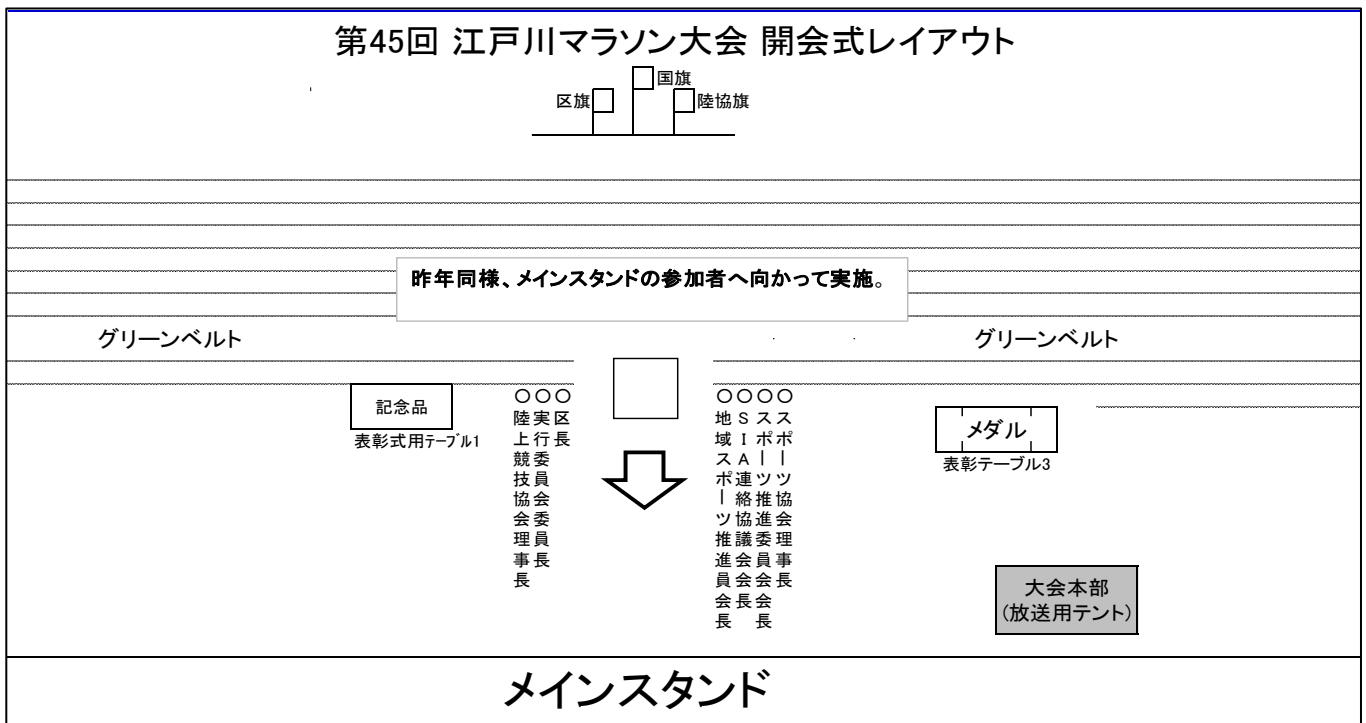 第45回 江戸川マラソン大会 開会式レイアウト
国旗
区旗
陸協旗
昨年同様、メインスタンドの参加者へ向かって実施。
グリーンベルト
グリーンベルト
記念品
表彰式用テーブル1
○区長
○実行委員会委員長
○陸上競技協会理事長
○スポーツ協会理事長
○スポーツ推進委員会会長
○SIA連絡協議会会長
○地域スポーツ推進員会長
メダル
表彰テーブル3
大会本部
(放送用テント)
メインスタンド